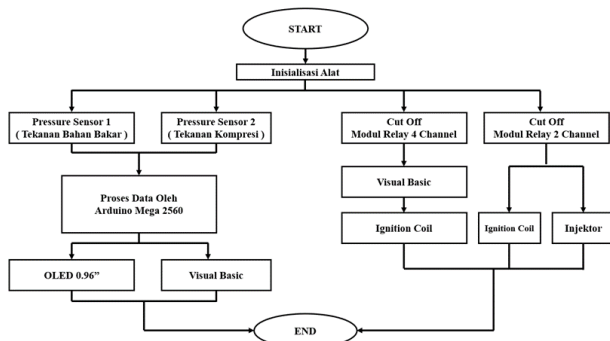 START
Inisialisasi Alat
Pressure Sensor 1
( Tekanan Bahan Bakar )
Pressure Sensor 2
( Tekanan Kompresi )
Cut Off
Modul Relay 4 Channel
Cut Off
Modul Relay 2 Channel
Visual Basic
Proses Data Oleh
Arduino Mega 2560
Ignition Coil
Ignition Coil
Injektor
OLED 0.96”
Visual Basic
END